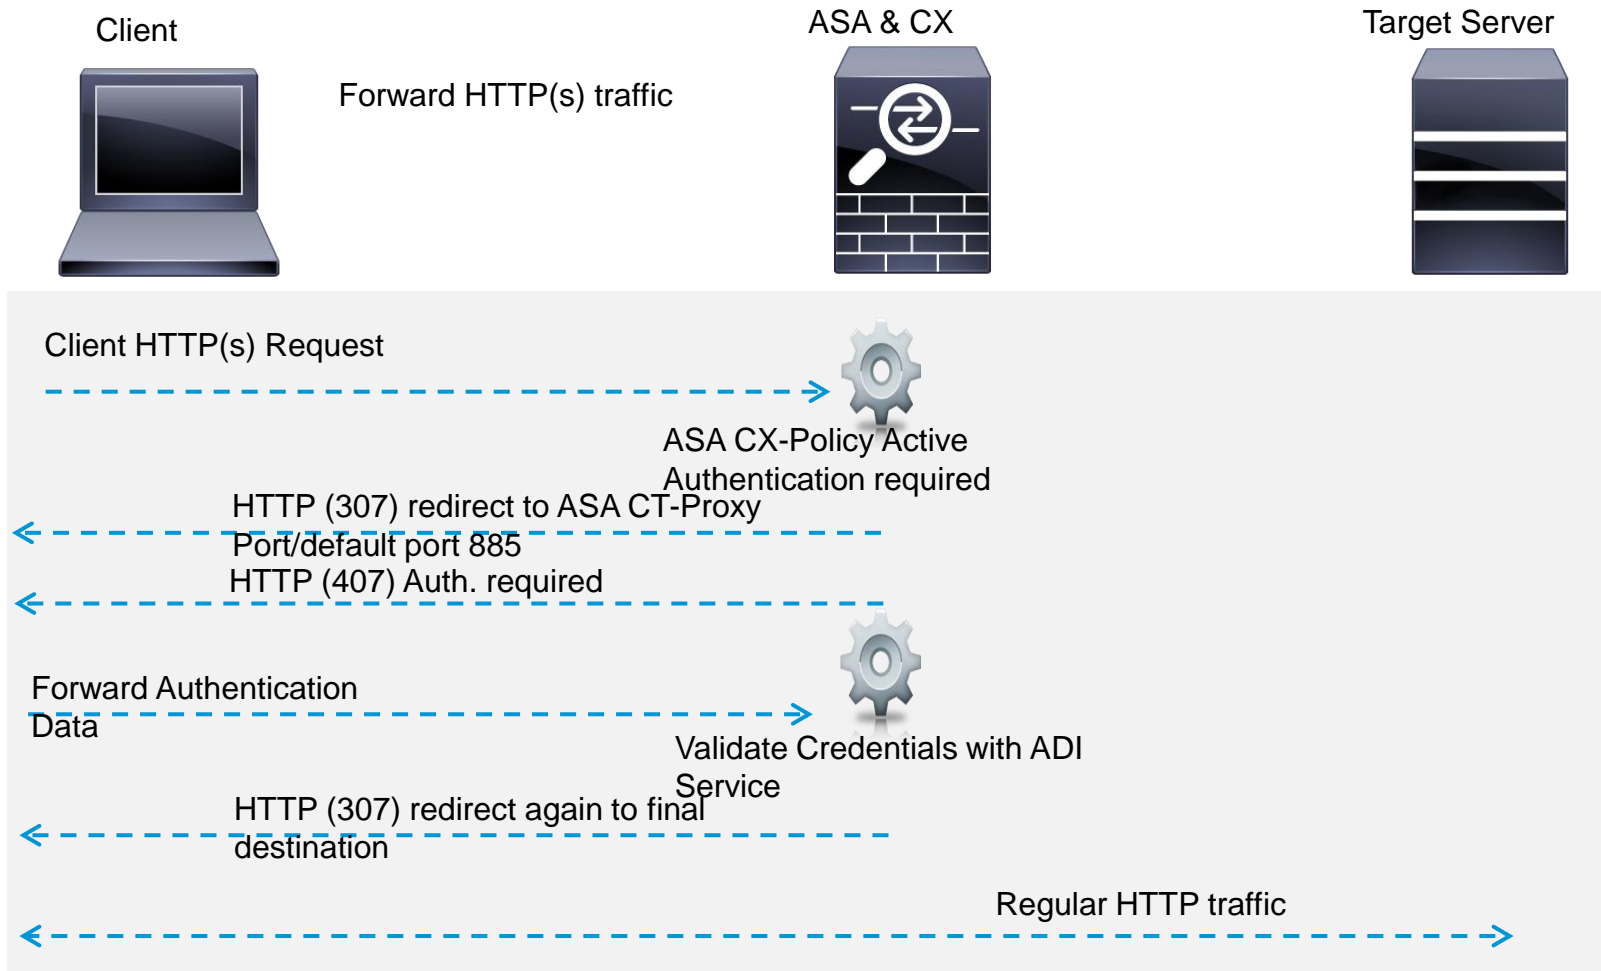 Client
ASA & CX
Target Server
Forward HTTP(s) traffic
Client HTTP(s) Request
ASA CX-Policy Active
Authentication required
HTTP (307) redirect to ASA CT-Proxy
Port/default port 885
HTTP (407) Auth. required
Forward Authentication
Data
Validate Credentials with ADI
Service
HTTP (307) redirect again to final
destination
Regular HTTP traffic